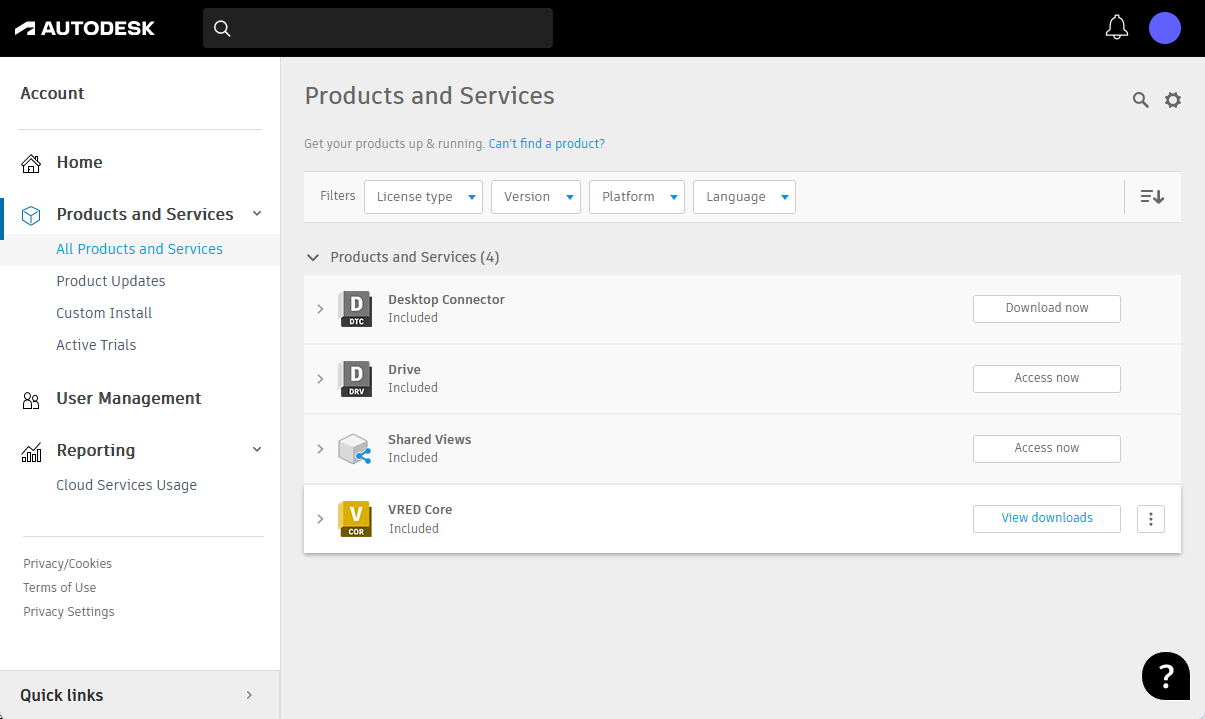 AUTODESK
Account
Home
Products and Services
All Products and Services
Product Updates
Custom Install
Active Trials
User Management
Reporting
Cloud Services Usage
Privacy/Cookies
Terms of Use
Privacy Settings
Quick links
Products and Services
Get your products up & running. Can't find a product?
Filters License type Version Platform Language
Products and Services (4)
D
DTC
Desktop Connector
Included
Download now
D
DRV
Drive
Included
Access now
Shared Views
Included
Access now
V
COR
VRED Core
Included
View downloads
?